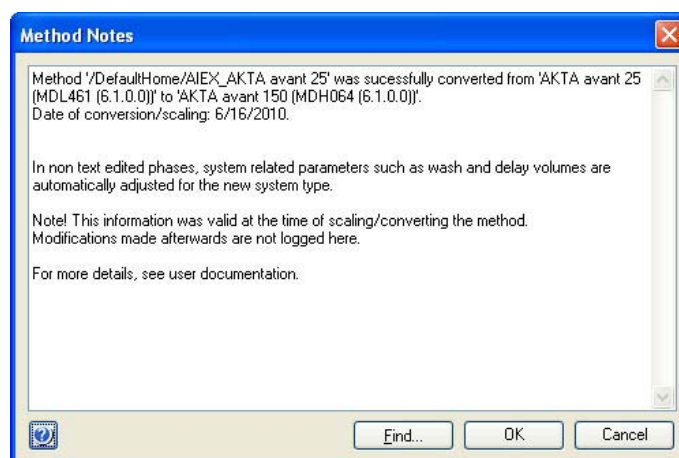 Method Notes
Method '/DefaultHome/AIEX_AKTA avant 25' was sucessfully converted from 'AKTA avant 25
(MDL461 (6.1.0.0))' to 'AKTA avant 150 (MDH064 (6.1.0.0))'.
Date of conversion/scaling: 6/16/2010.
In non text edited phases, system related parameters such as wash and delay volumes are
automatically adjusted for the new system type.
Note! This information was valid at the time of scaling/converting the method.
Modifications made afterwards are not logged here.
For more details, see user documentation.
Find... OK Cancel